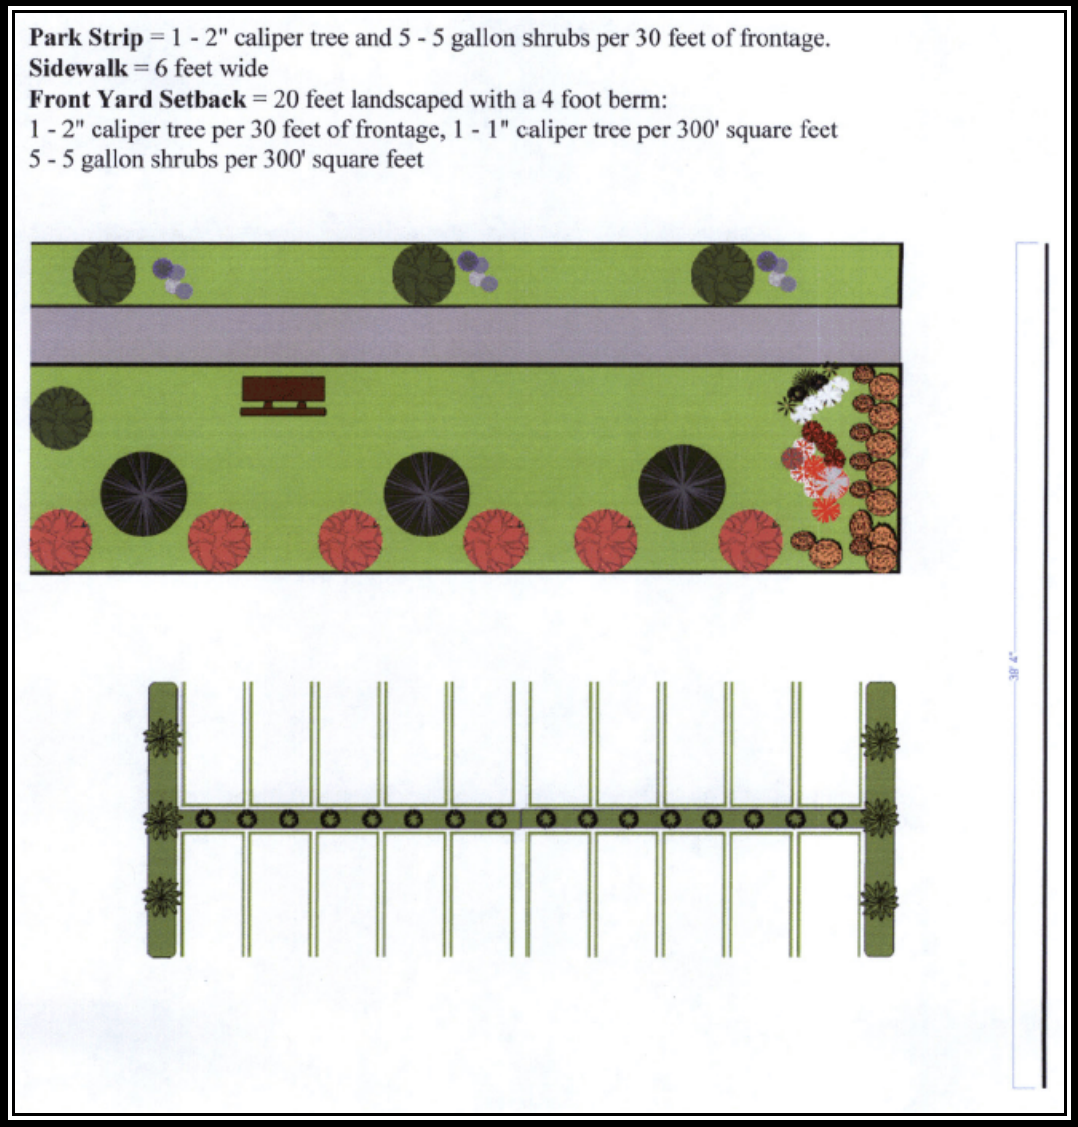 Park Strip = 1 - 2" caliper tree and 5 - 5 gallon shrubs per 30 feet of frontage.
Sidewalk = 6 feet wide
Front Yard Setback = 20 feet landscaped with a 4 foot berm:
1 - 2" caliper tree per 30 feet of frontage, 1 - 1" caliper tree per 300' square feet
5 - 5 gallon shrubs per 300' square feet
39' 4"